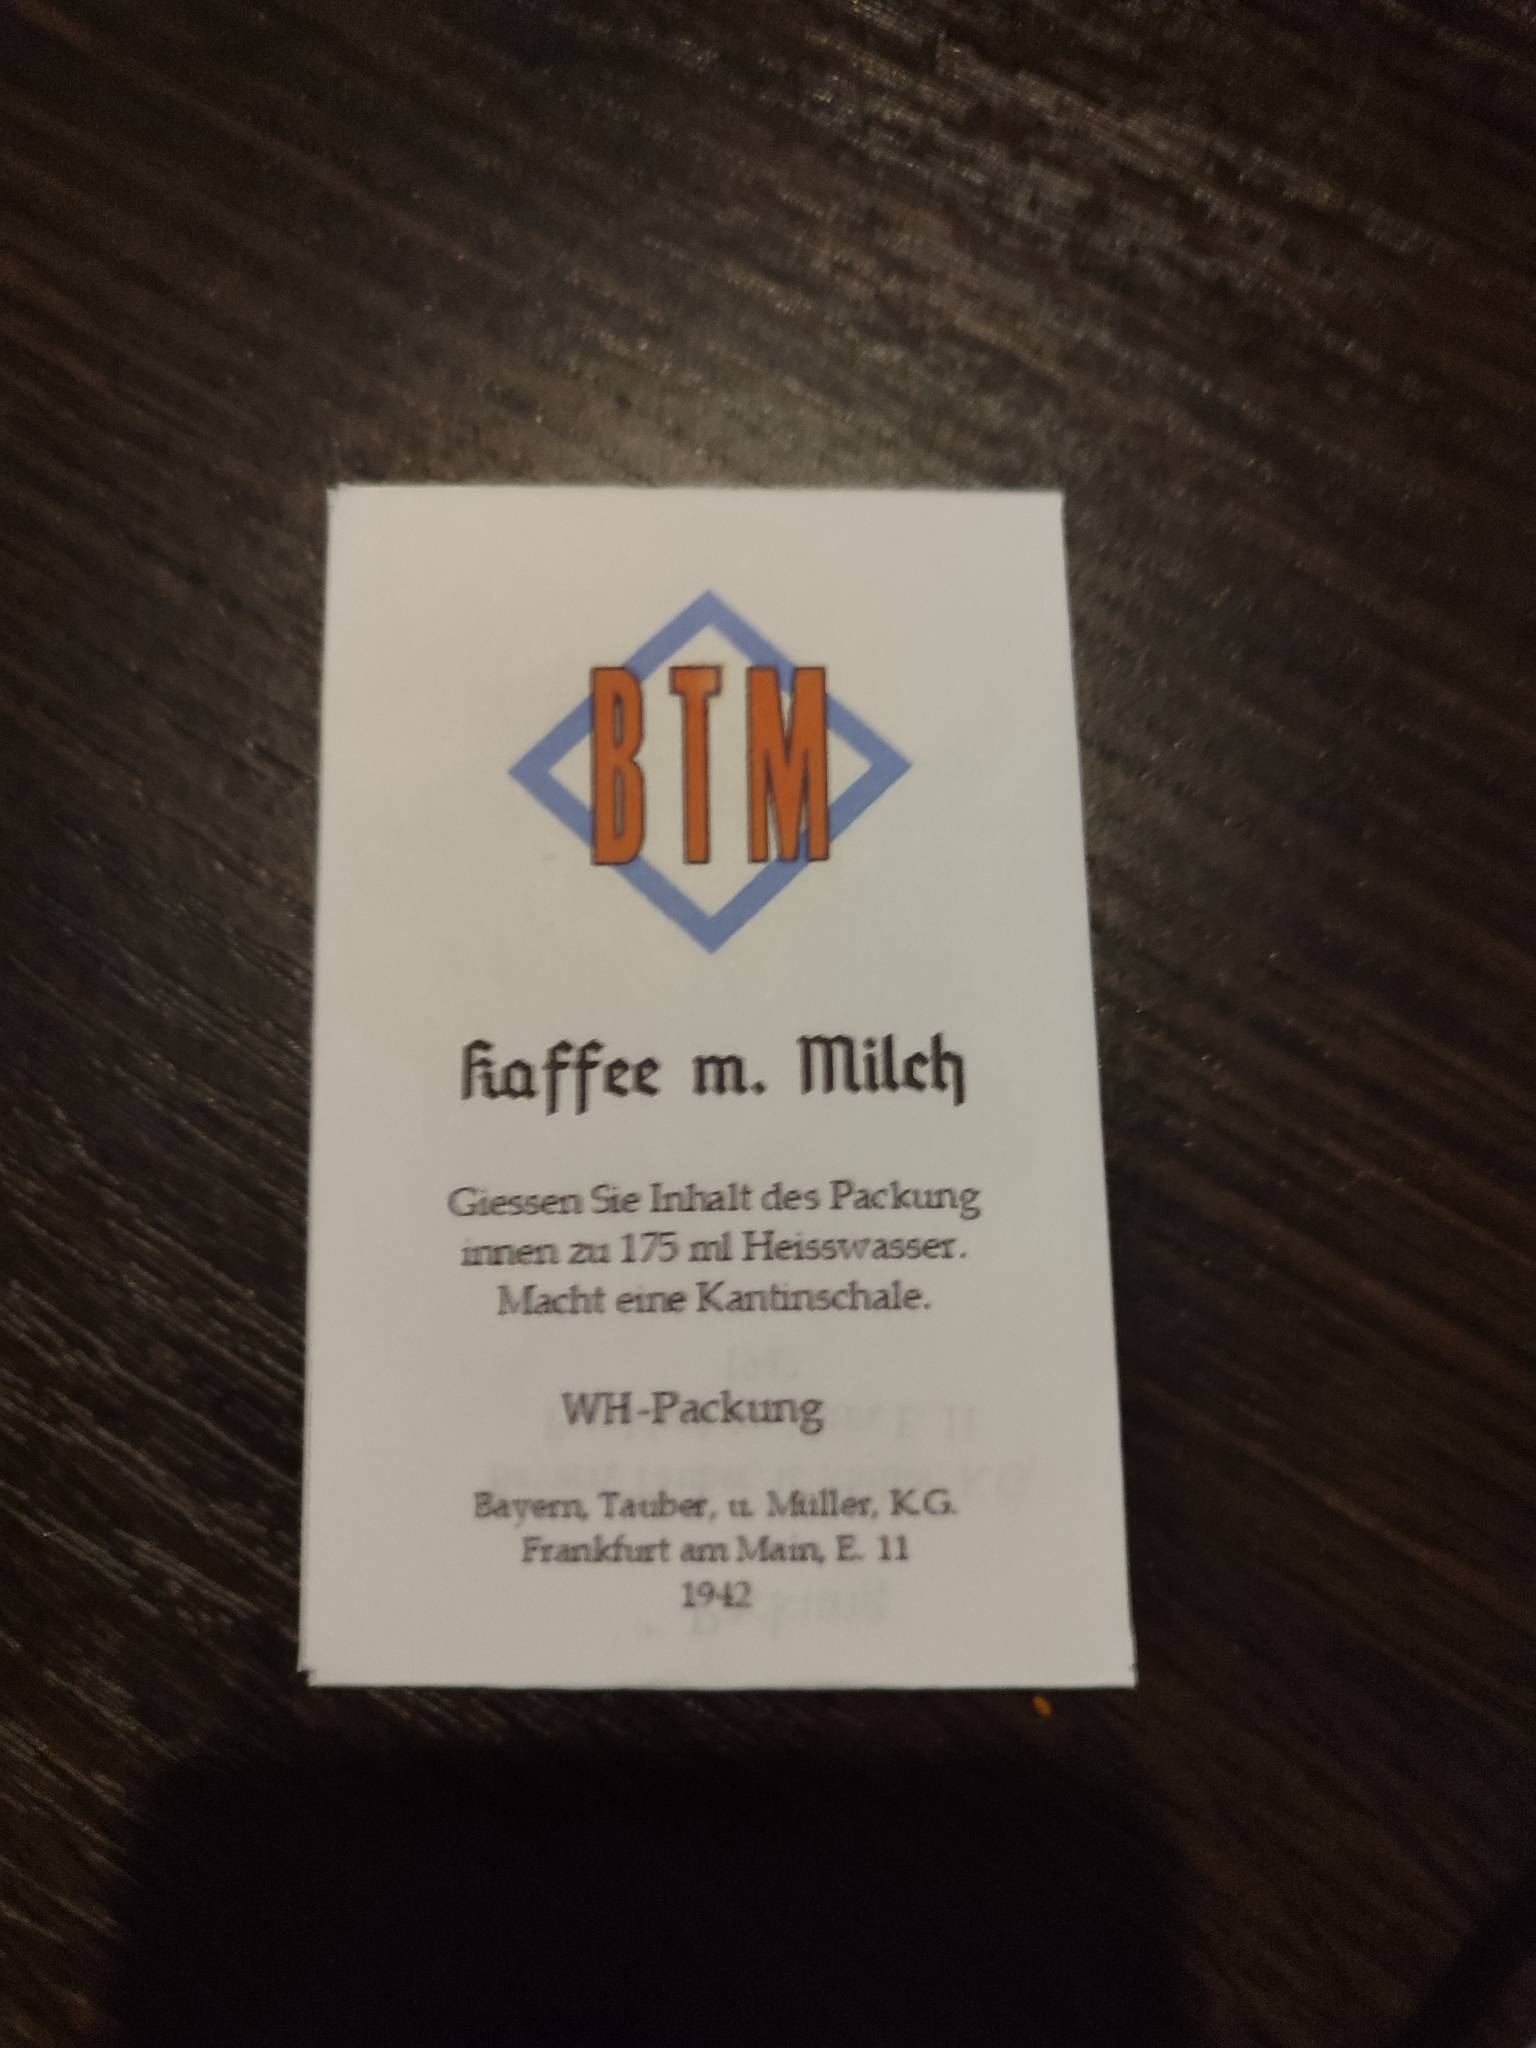 BTM
Kaffee m. Milch
Giessen Sie Inhalt des Packung
innen zu 175 ml Heisswasser.
Macht eine Kantinschale.
WH-Packung
Bayern, Tauber, u. Müller, K.G.
Frankfurt am Main, E. 11
1942